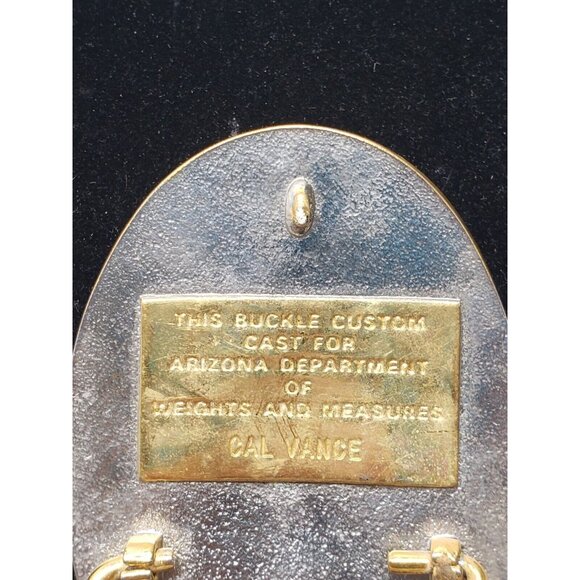 THIS BUCKLE CUSTOM
CAST FOR
ARIZONA DEPARTMENT
OF
WEIGHTS AND MEASURES
CAL VANCE